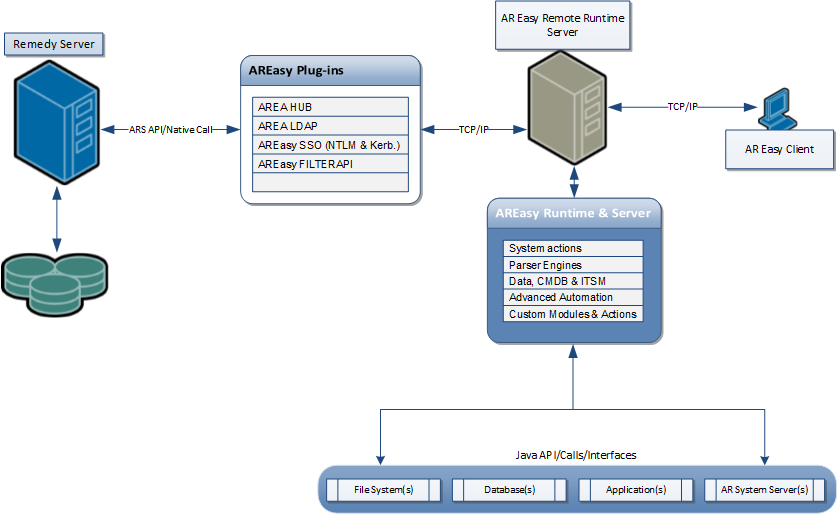 Remedy Server
AREasy Plug-ins
AREA HUB
AREA LDAP
AREasy SSO (NTLM & Kerb.)
AREasy FILTERAPI
ARS API/Native Call
TCP/IP
AR Easy Remote Runtime
Server
TCP/IP
AR Easy Client
AREasy Runtime & Server
System actions
Parser Engines
Data, CMDB & ITSM
Advanced Automation
Custom Modules & Actions
Java API/Calls/Interfaces
File System(s)
Database(s)
Application(s)
AR System Server(s)